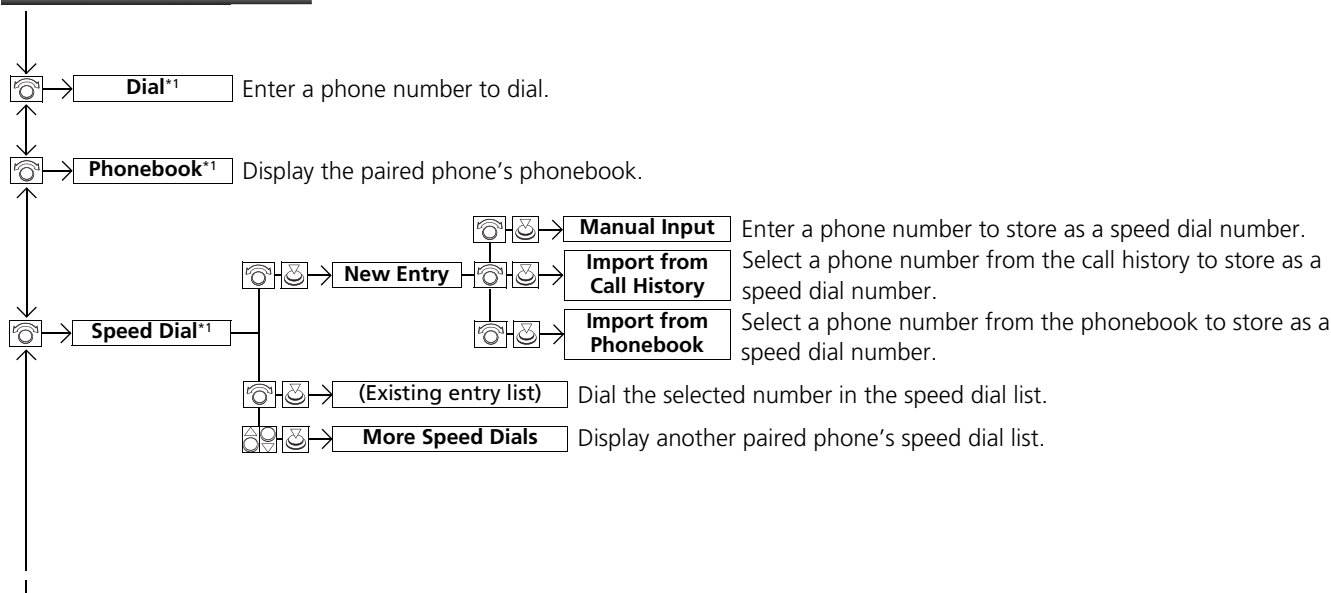 Dial*1 Enter a phone number to dial.
Phonebook*1 Display the paired phone’s phonebook.
Manual Input Enter a phone number to store as a speed dial number.
New Entry
Import from
Call History
Select a phone number from the call history to store as a
speed dial number.
Speed Dial*1
Import from
Phonebook
Select a phone number from the phonebook to store as a
speed dial number.
(Existing entry list) Dial the selected number in the speed dial list.
More Speed Dials Display another paired phone’s speed dial list.